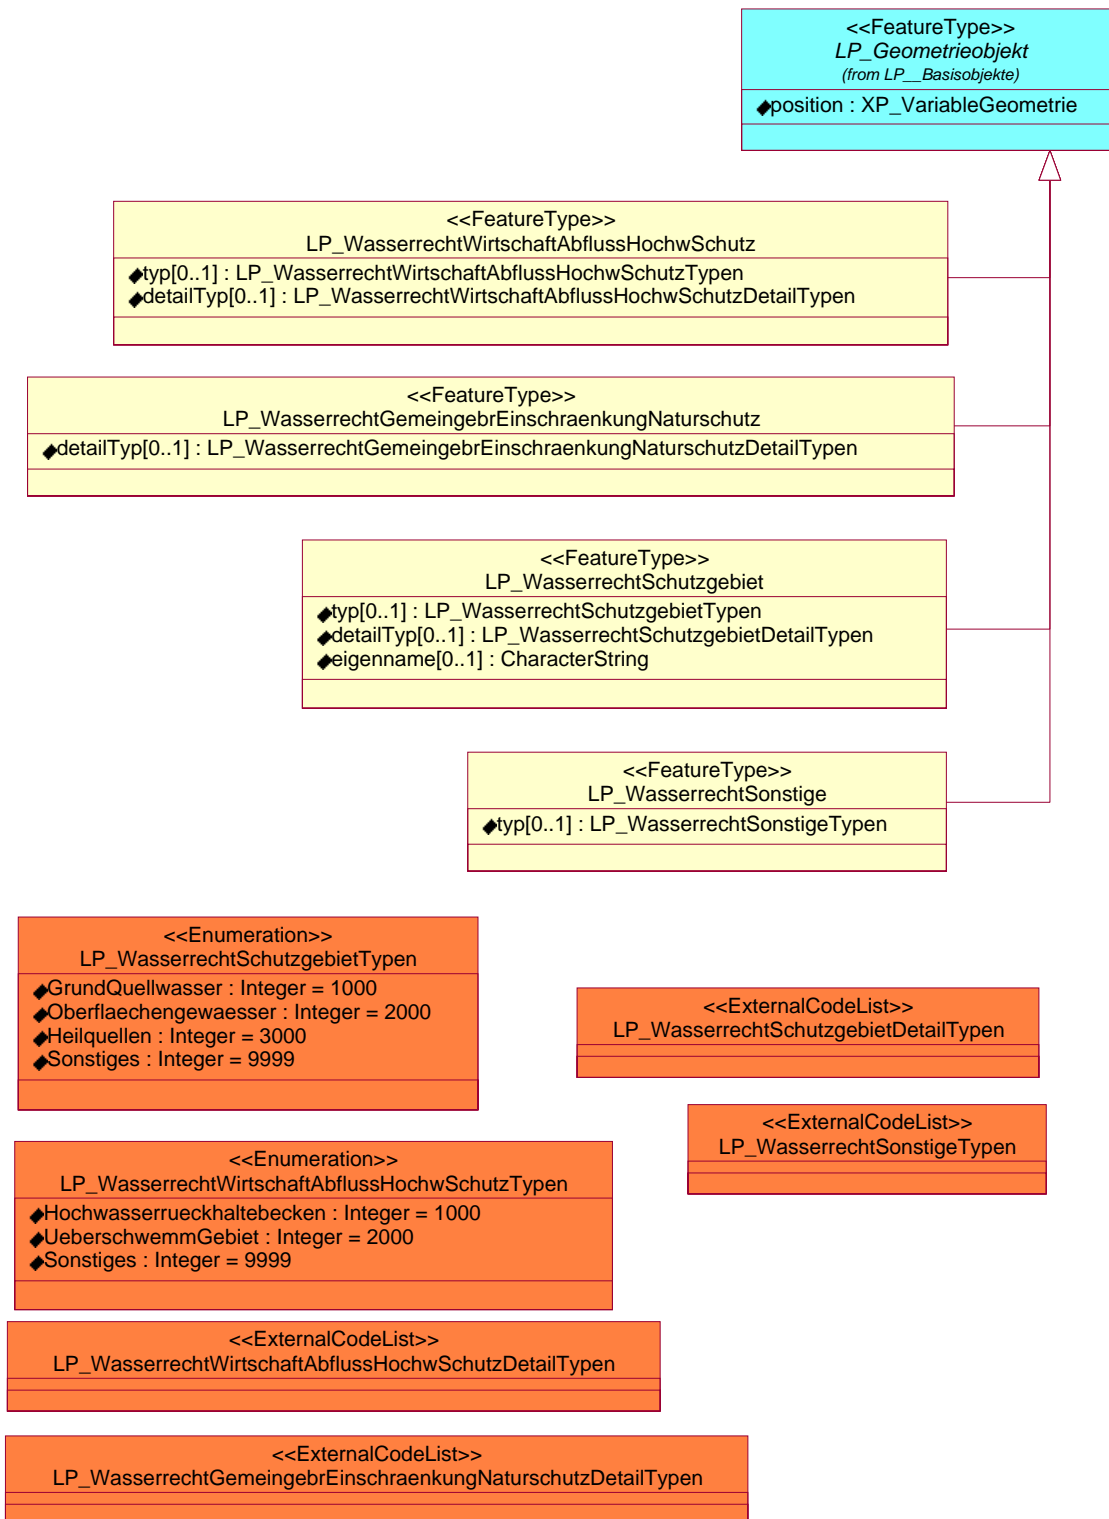 <<FeatureType>>
LP_Geometrieobjekt
(from LP__Basisobjekte)
position : XP_VariableGeometrie
<<FeatureType>>
LP_WasserrechtWirtschaftAbflussHochwSchutz
typ[0..1] : LP_WasserrechtWirtschaftAbflussHochwSchutzTypen
detailTyp[0..1] : LP_WasserrechtWirtschaftAbflussHochwSchutzDetailTypen
<<FeatureType>>
LP_WasserrechtGemeingebrEinschraenkungNaturschutz
detailTyp[0..1] : LP_WasserrechtGemeingebrEinschraenkungNaturschutzDetailTypen
<<FeatureType>>
LP_WasserrechtSchutzgebiet
typ[0..1] : LP_WasserrechtSchutzgebietTypen
detailTyp[0..1] : LP_WasserrechtSchutzgebietDetailTypen
eigenname[0..1] : CharacterString
<<FeatureType>>
LP_WasserrechtSonstige
typ[0..1] : LP_WasserrechtSonstigeTypen
<<Enumeration>>
LP_WasserrechtSchutzgebietTypen
GrundQuellwasser : Integer = 1000
Oberflaechengewaesser : Integer = 2000
Heilquellen : Integer = 3000
Sonstiges : Integer = 9999
<<ExternalCodeList>>
LP_WasserrechtSchutzgebietDetailTypen
<<ExternalCodeList>>
LP_WasserrechtSonstigeTypen
<<Enumeration>>
LP_WasserrechtWirtschaftAbflussHochwSchutzTypen
Hochwasserrueckhaltebecken : Integer = 1000
UeberschwemmGebiet : Integer = 2000
Sonstiges : Integer = 9999
<<ExternalCodeList>>
LP_WasserrechtWirtschaftAbflussHochwSchutzDetailTypen
<<ExternalCodeList>>
LP_WasserrechtGemeingebrEinschraenkungNaturschutzDetailTypen